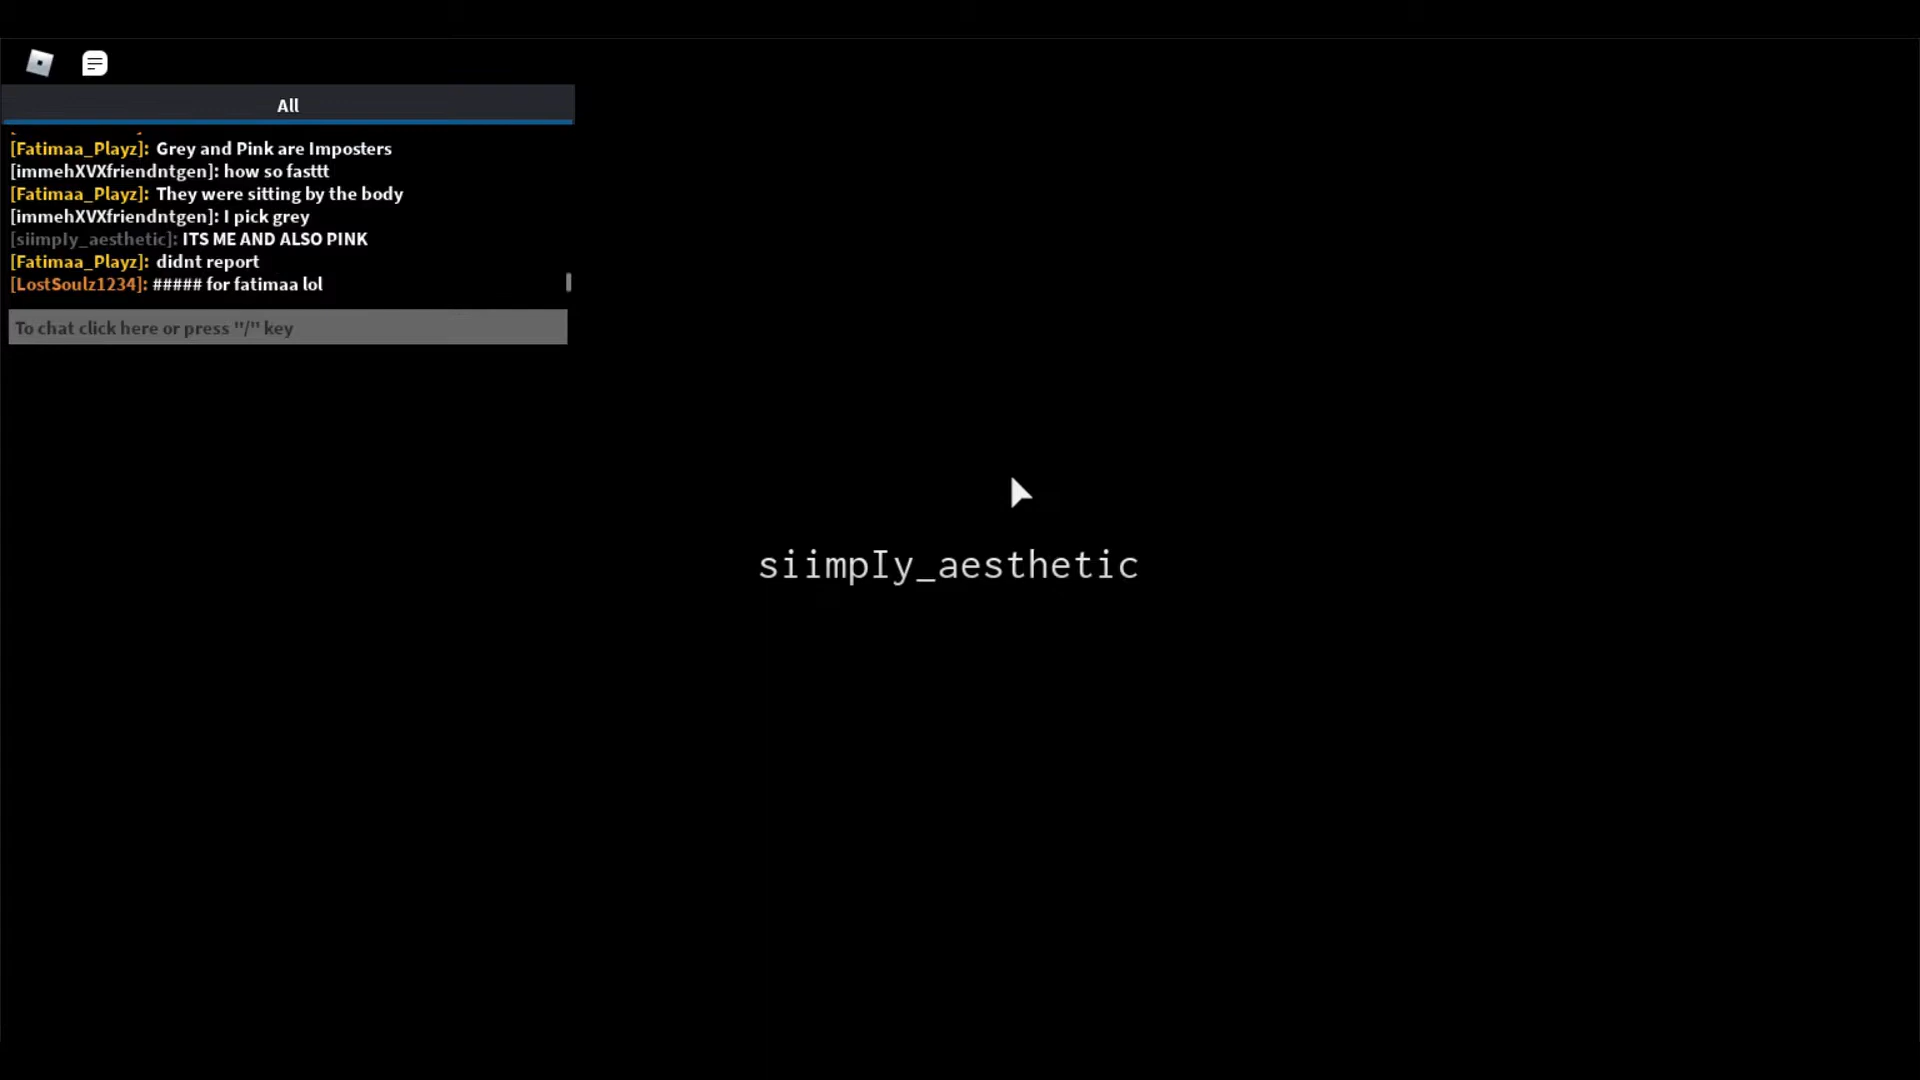 All
[Fatimaa_Playz]: Grey and Pink are Imposters
[immehXVXfriendntgen]: how so fasttt
[Fatimaa_Playz]: They were sitting by the body
[immehXVXfriendntgen]: I pick grey
[siimpIy_aesthetic]: ITS ME AND ALSO PINK
[Fatimaa_Playz]: didnt report
[LostSoulz1234]: ##### for fatimaa lol
To chat click here or press "/" key
siimpIy_aesthetic